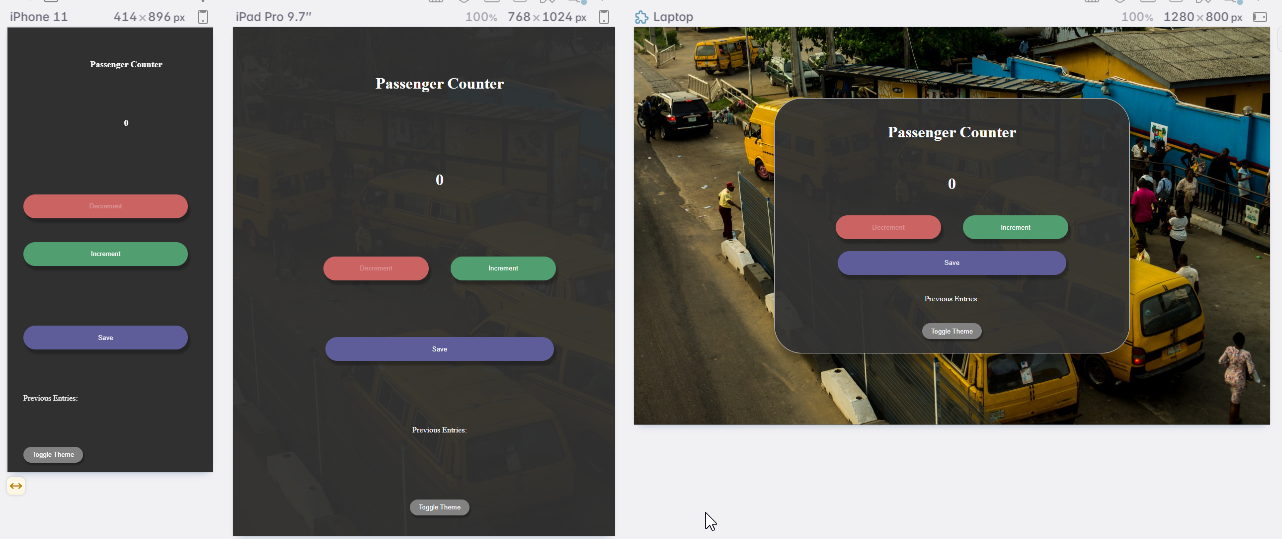 iPhone 11 414×896 px
Passenger Counter
0
Decrement
Increment
Save
Previous Entries:
Toggle Theme
iPad Pro 9.7" 100% 768×1024 px
Passenger Counter
0
Decrement
Increment
Save
Previous Entries:
Toggle Theme
Laptop 100% 1280×800 px
Passenger Counter
0
Decrement
Increment
Save
Previous Entries
Toggle Theme